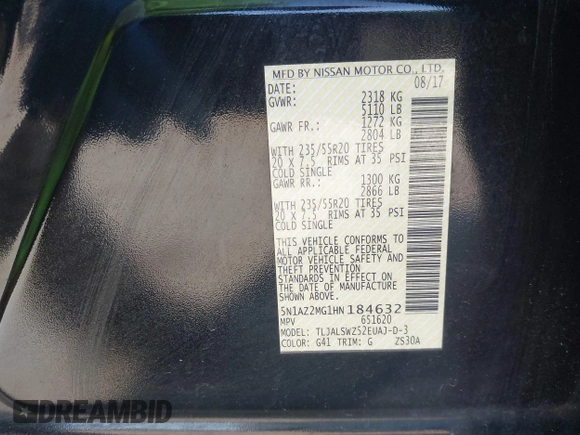 MFD BY NISSAN MOTOR CO., LTD.
DATE: 08/17
GVWR: 2318 KG
5110 LB
GAWR FR.: 1272 KG
2804 LB
WITH 235/55R20 TIRES
20 X 7.5 RIMS AT 35 PSI
COLD SINGLE
GAWR RR.: 1300 KG
2866 LB
WITH 235/55R20 TIRES
20 X 7.5 RIMS AT 35 PSI
COLD SINGLE
THIS VEHICLE CONFORMS TO
ALL APPLICABLE FEDERAL
MOTOR VEHICLE SAFETY AND
THEFT PREVENTION
STANDARDS IN EFFECT ON
THE DATE OF MANUFACTURE
SHOWN ABOVE.
5N1AZ2MG1HN184632
MPV 651620
MODEL: TLJALSWZ52EUAJ-D-3
COLOR: G41 TRIM: G ZS30A
DREAMBID